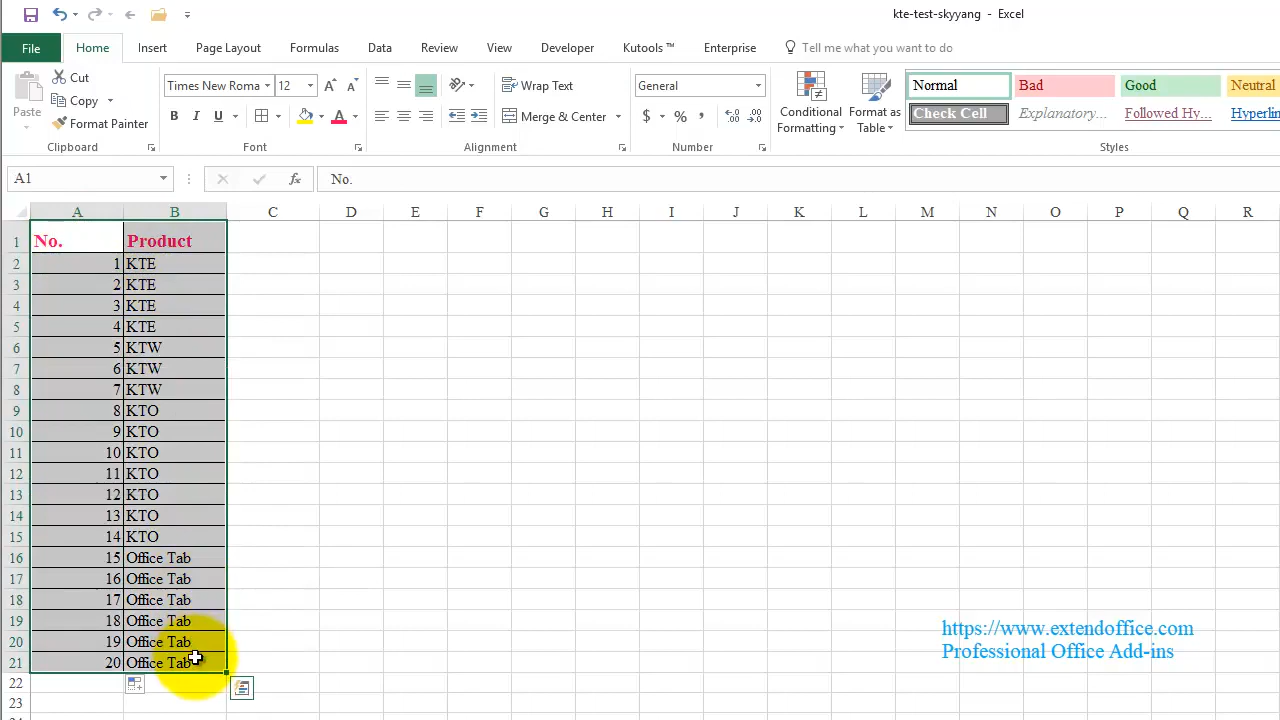 kte-test-skyyang - Excel
File Home Insert Page Layout Formulas Data Review View Developer Kutools ™ Enterprise Tell me what you want to do
Paste
Cut
Copy
Format Painter
Clipboard
Times New Roma 12
B I U
Font
Wrap Text
Merge & Center
Alignment
General
$ % ,
Number
Conditional
Formatting
Format as
Table
Normal Bad Good Neutral
Check Cell Explanatory... Followed Hy... Hyperlin
Styles
A1 fx No.
A B C D E F G H I J K L M N O P Q R
1 No. Product
2 1 KTE
3 2 KTE
4 3 KTE
5 4 KTE
6 5 KTW
7 6 KTW
8 7 KTW
9 8 KTO
10 9 KTO
11 10 KTO
12 11 KTO
13 12 KTO
14 13 KTO
15 14 KTO
16 15 Office Tab
17 16 Office Tab
18 17 Office Tab
19 18 Office Tab
20 19 Office Tab
21 20 Office Tab
22
23
https://www.extendoffice.com
Professional Office Add-ins